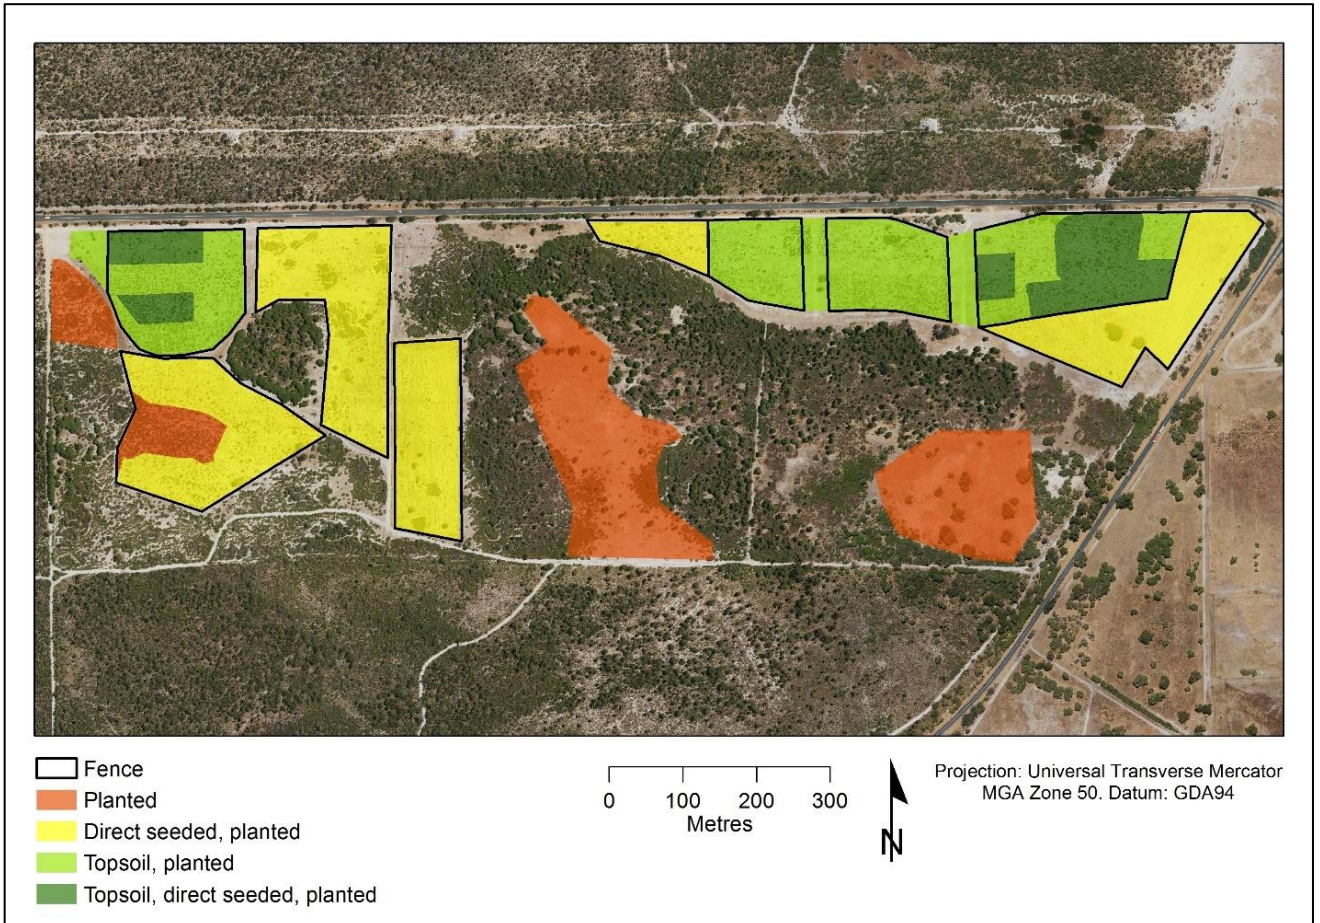 Fence
Planted
Direct seeded, planted
Topsoil, planted
Topsoil, direct seeded, planted
0 100 200 300
Metres
N
Projection: Universal Transverse Mercator
MGA Zone 50. Datum: GDA94